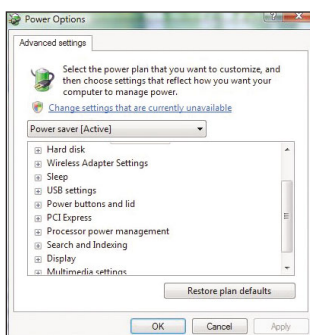 Power Options
Advanced settings
Select the power plan that you want to customize, and
then choose settings that reflect how you want your
computer to manage power.
Change settings that are currently unavailable
Power saver [Active]
Hard disk
Wireless Adapter Settings
Sleep
USB settings
Power buttons and lid
PCI Express
Processor power management
Search and Indexing
Display
Multimedia settings
Restore plan defaults
OK
Cancel
Apply